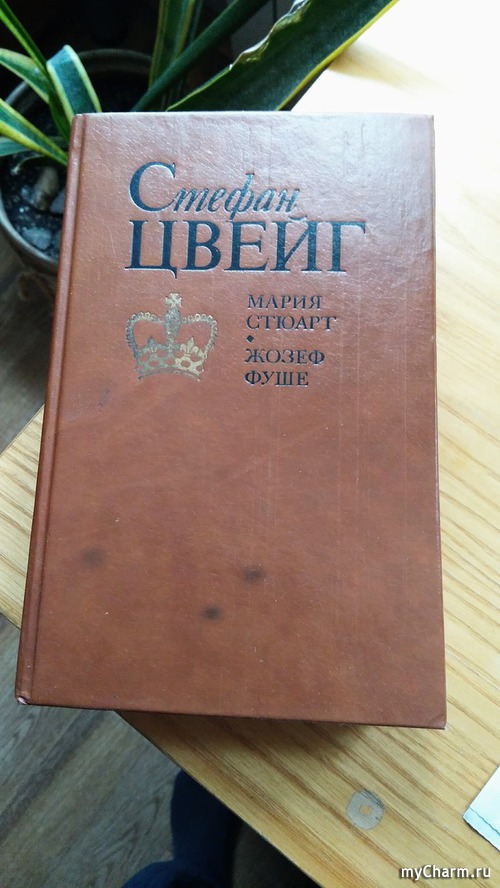 Стефан
ЦВЕЙГ
МАРИЯ
СТЮАРТ
•
ЖОЗЕФ
ФУШЕ
myCharm.ru